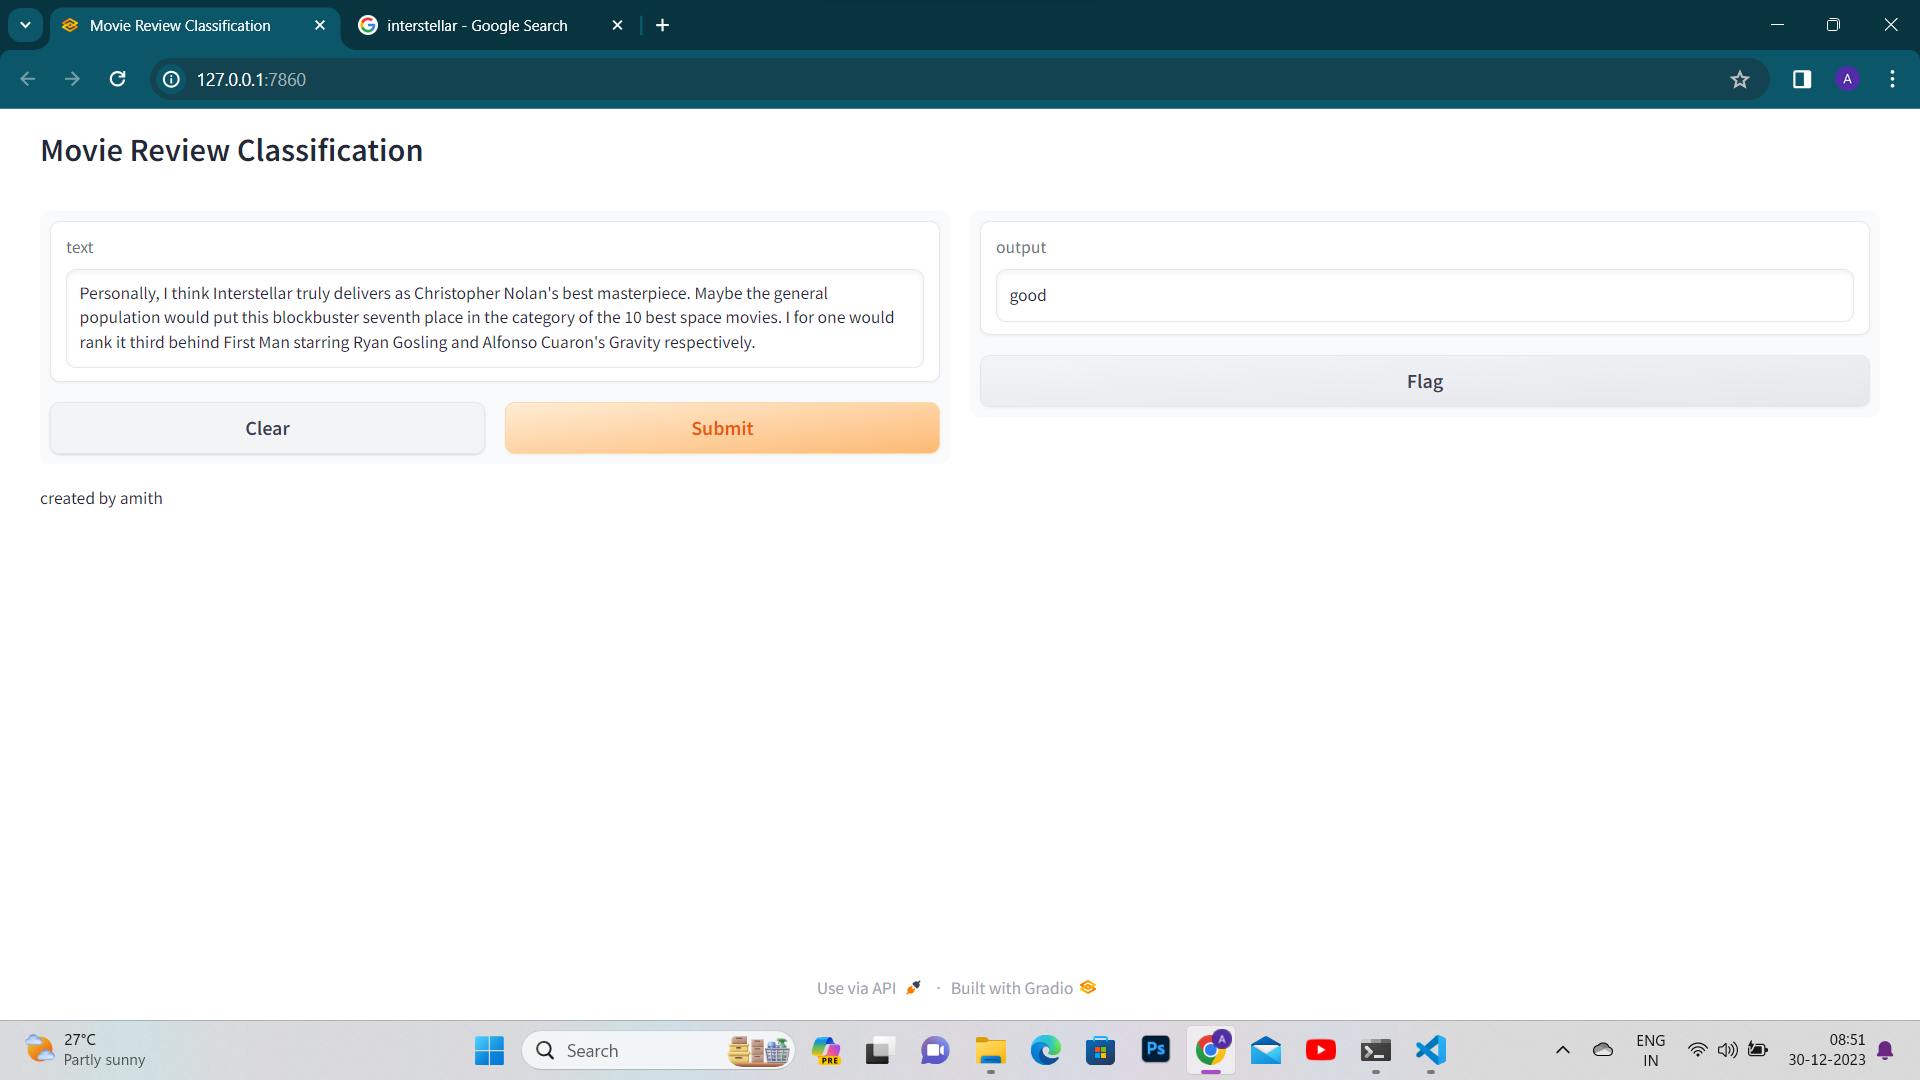 Movie Review Classification
interstellar - Google Search
127.0.0.1:7860
A
Movie Review Classification
text
Personally, I think Interstellar truly delivers as Christopher Nolan's best masterpiece. Maybe the general
population would put this blockbuster seventh place in the category of the 10 best space movies. I for one would
rank it third behind First Man starring Ryan Gosling and Alfonso Cuaron's Gravity respectively.
Clear
Submit
output
good
Flag
created by amith
Use via API
·
Built with Gradio
27°C
Partly sunny
Search
PRE
Ps
A
ENG
IN
08:51
30-12-2023